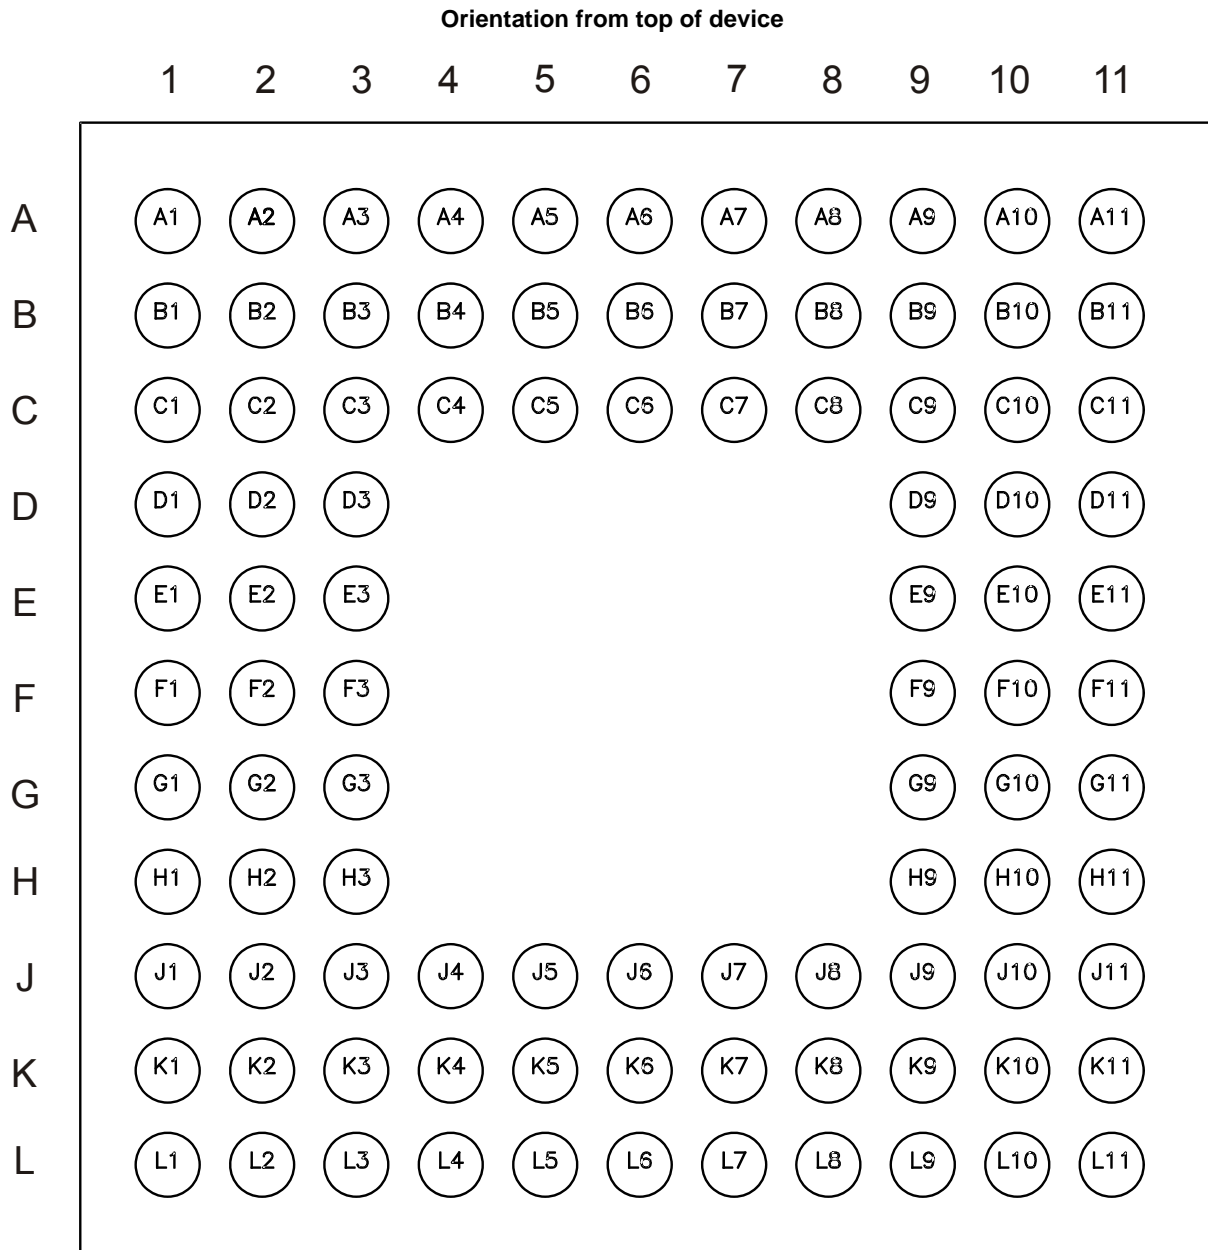 Orientation from top of device
1 2 3 4 5 6 7 8 9 10 11
A A1 A2 A3 A4 A5 A6 A7 A8 A9 A10 A11
B B1 B2 B3 B4 B5 B6 B7 B8 B9 B10 B11
C C1 C2 C3 C4 C5 C6 C7 C8 C9 C10 C11
D D1 D2 D3 D9 D10 D11
E E1 E2 E3 E9 E10 E11
F F1 F2 F3 F9 F10 F11
G G1 G2 G3 G9 G10 G11
H H1 H2 H3 H9 H10 H11
J J1 J2 J3 J4 J5 J6 J7 J8 J9 J10 J11
K K1 K2 K3 K4 K5 K6 K7 K8 K9 K10 K11
L L1 L2 L3 L4 L5 L6 L7 L8 L9 L10 L11